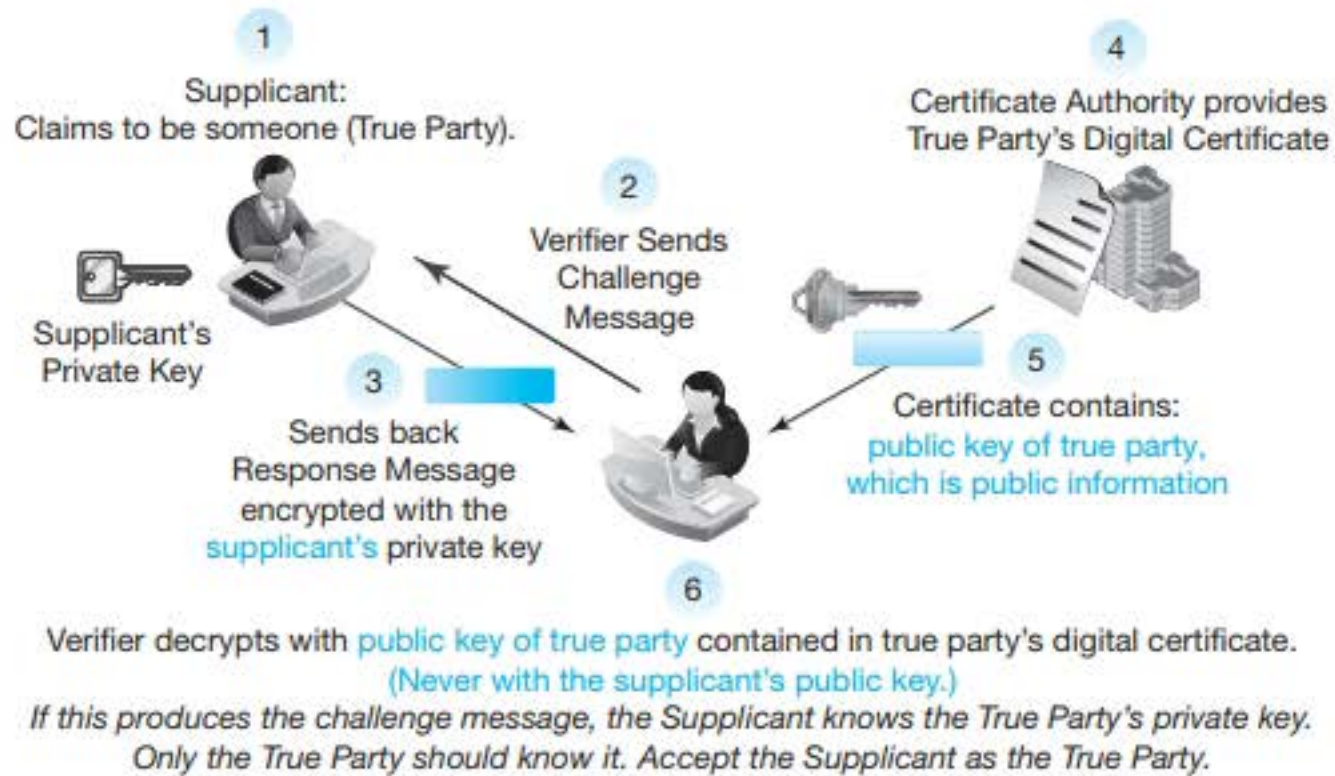 1
Supplicant:
Claims to be someone (True Party).
Supplicant's
Private Key
2
Verifier Sends
Challenge
Message
3
Sends back
Response Message
encrypted with the
supplicant's private key
4
Certificate Authority provides
True Party's Digital Certificate
5
Certificate contains:
public key of true party,
which is public information
6
Verifier decrypts with public key of true party contained in true party's digital certificate.
(Never with the supplicant's public key.)
If this produces the challenge message, the Supplicant knows the True Party's private key.
Only the True Party should know it. Accept the Supplicant as the True Party.